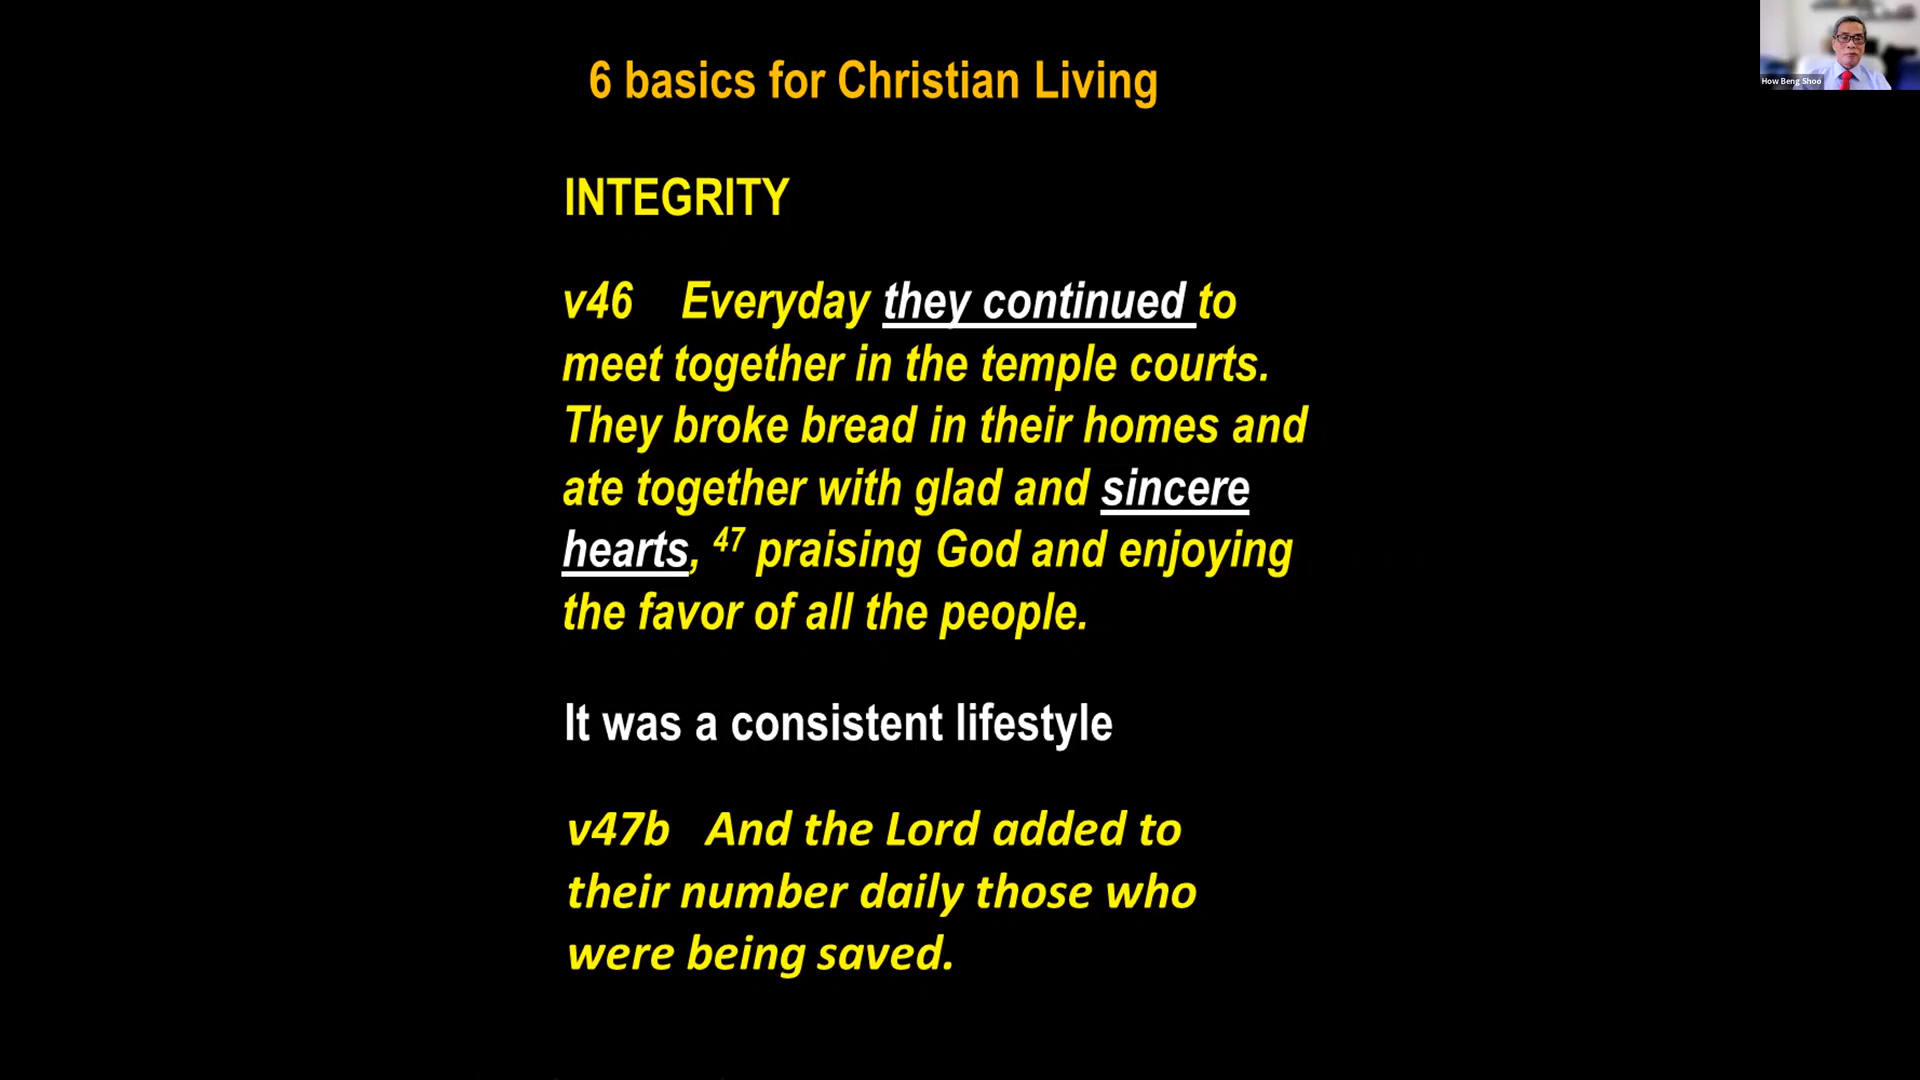 6 basics for Christian Living
How Beng Shoo
INTEGRITY
v46 Everyday they continued to
meet together in the temple courts.
They broke bread in their homes and
ate together with glad and sincere
hearts, 47 praising God and enjoying
the favor of all the people.
It was a consistent lifestyle
v47b And the Lord added to
their number daily those who
were being saved.